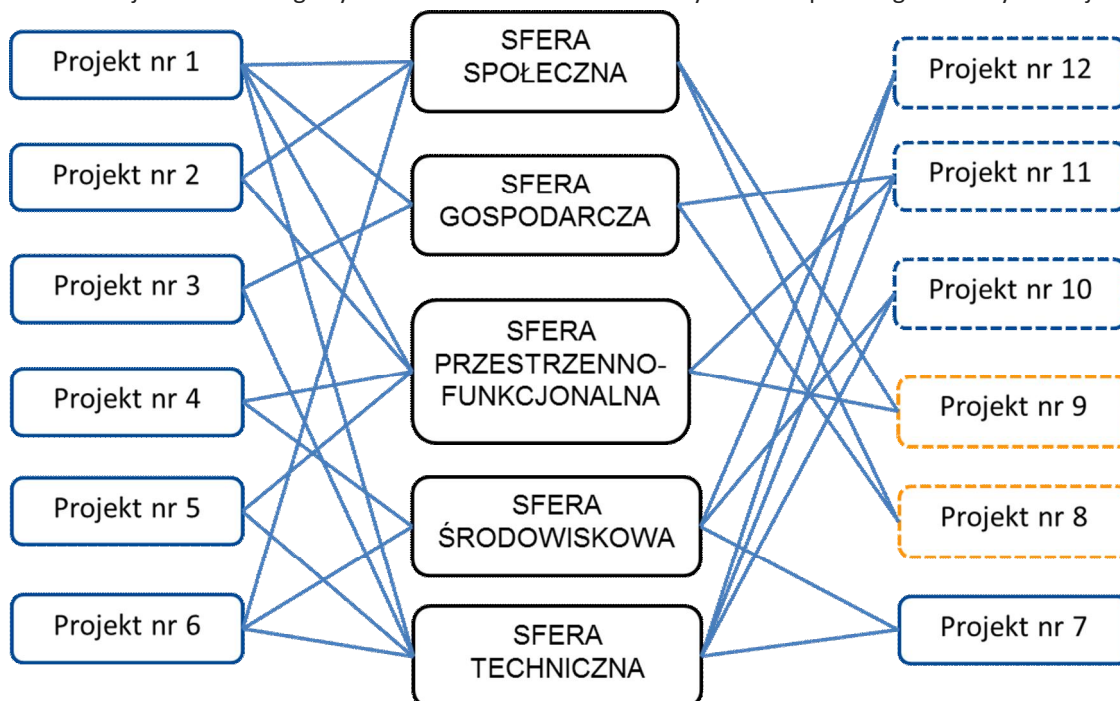 Projekt nr 1
Projekt nr 2
Projekt nr 3
Projekt nr 4
Projekt nr 5
Projekt nr 6
SFERA
SPOŁECZNA
SFERA
GOSPODARCZA
SFERA
PRZESTRZENNO-
FUNKCJONALNA
SFERA
ŚRODOWISKOWA
SFERA
TECHNICZNA
Projekt nr 12
Projekt nr 11
Projekt nr 10
Projekt nr 9
Projekt nr 8
Projekt nr 7